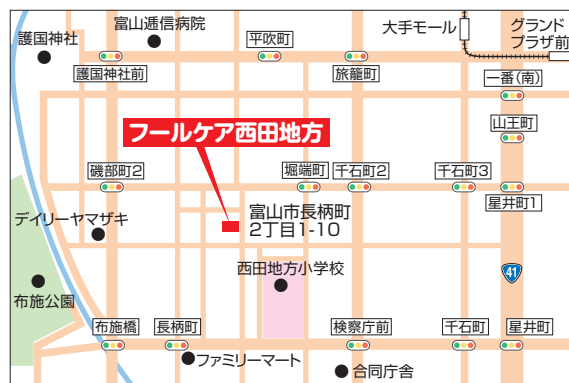 護国神社
富山逓信病院
平吹町
大手モール
グランド
プラザ前
護国神社前
旅籠町
一番(南)
山王町
フールケア西田地方
磯部町2
堀端町
千石町2
千石町3
星井町1
デイリーヤマザキ
富山市長柄町
2丁目1-10
西田地方小学校
41
布施公園
布施橋
長柄町
検察庁前
千石町
星井町
ファミリーマート
合同庁舎